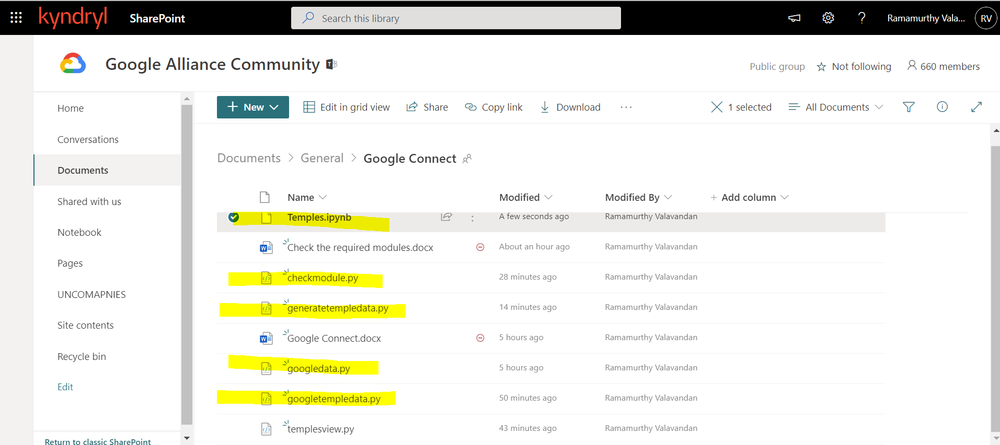 kyndryl SharePoint Search this library ? Ramamurthy Vala... RV
Google Alliance Community T
Public group Not following 660 members
Home
Conversations
Documents
Shared with us
Notebook
Pages
UNCOMAPNIES
Site contents
Recycle bin
Edit
Return to classic SharePoint
+ New Edit in grid view Share Copy link Download ... 1 selected All Documents
Documents > General > Google Connect
Name Modified Modified By + Add column
Temples.ipynb A few seconds ago Ramamurthy Valavandan
Check the required modules.docx About an hour ago Ramamurthy Valavandan
checkmodule.py 28 minutes ago Ramamurthy Valavandan
generatetempledata.py 14 minutes ago Ramamurthy Valavandan
Google Connect.docx 5 hours ago Ramamurthy Valavandan
googledata.py 5 hours ago Ramamurthy Valavandan
googletempledata.py 50 minutes ago Ramamurthy Valavandan
templesview.py 43 minutes ago Ramamurthy Valavandan